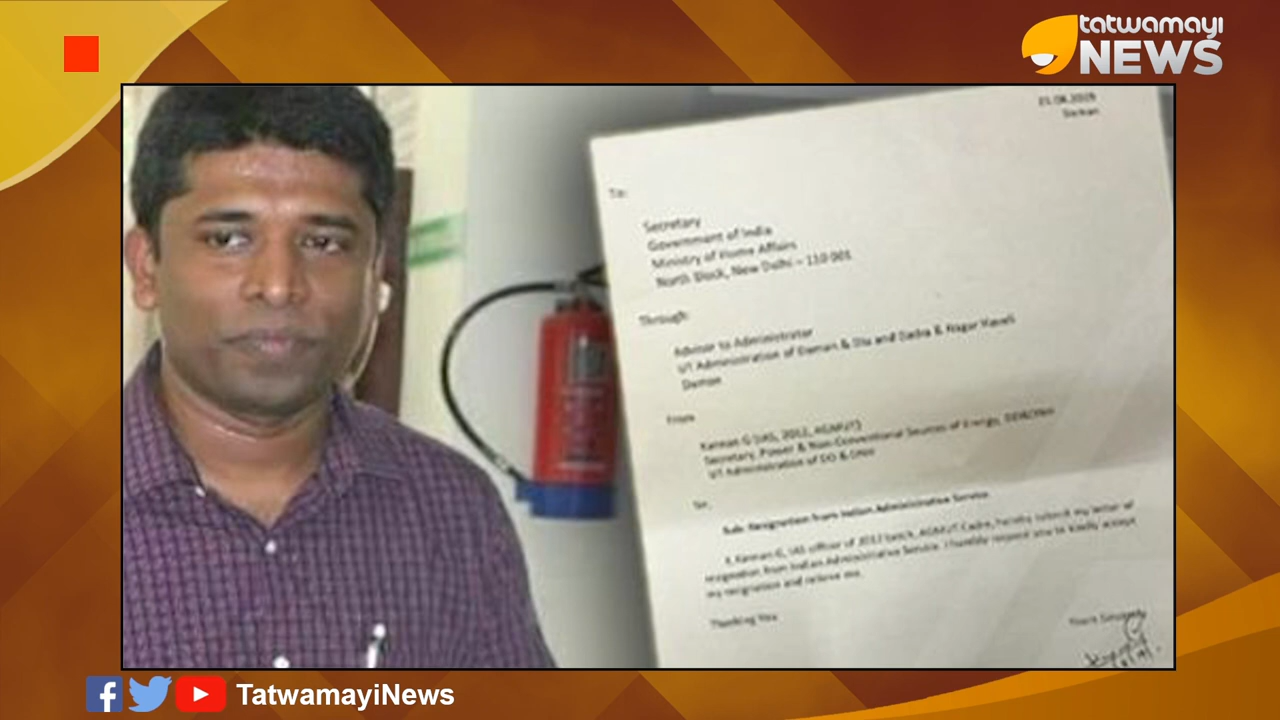 tatwamayi
NEWS
21.08.2019
Daman
To:
Secretary
Government of India
Ministry of Home Affairs
North Block, New Delhi – 110 001
Through:
Advisor to Administrator
UT Administration of Daman & Diu and Dadra & Nagar Haveli
Daman
From
Kannan G (IAS, 2012, AGMUT)
Secretary, Power & Non-Conventional Sources of Energy,
UT Administration of DD & DNH
Sir,
Sub: Resignation from Indian Administrative Service.
I, Kannan G, IAS officer of 2012 batch, AGMUT Cadre, hereby submit my letter of
resignation from Indian Administrative Service. I humbly request you to kindly accept
my resignation and relieve me.
Thanking You
Yours Sincerely
TatwamayiNews